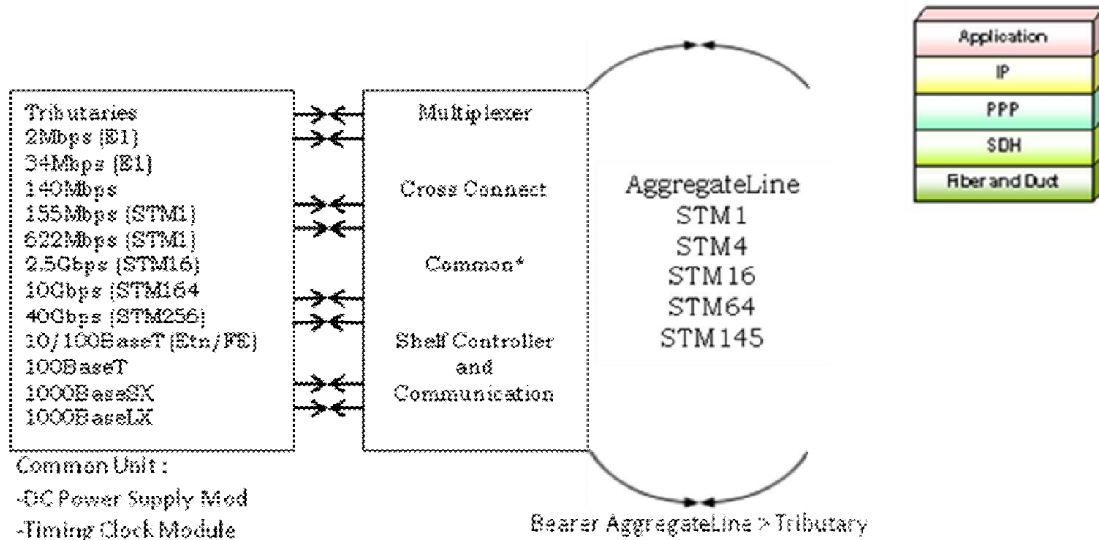 Tributaries
2Mbps (E1)
34Mbps (E1)
140Mbps
155Mbps (STM1)
622Mbps (STM1)
2.5Gbps (STM16)
10Gbps (STM164
40Gbps (STM256)
10/100BaseT (Etn/FE)
100BaseT
1000BaseSX
1000BaseLX
Common Unit :
-DC Power Supply Mod
-Timing Clock Module
Multiplexer
Cross Connect
Common*
Shelf Controller
and
Communication
AggregateLine
STM1
STM4
STM16
STM64
STM145
Bearer AggregateLine > Tributary
Application
IP
PPP
SDH
Fiber and Duct